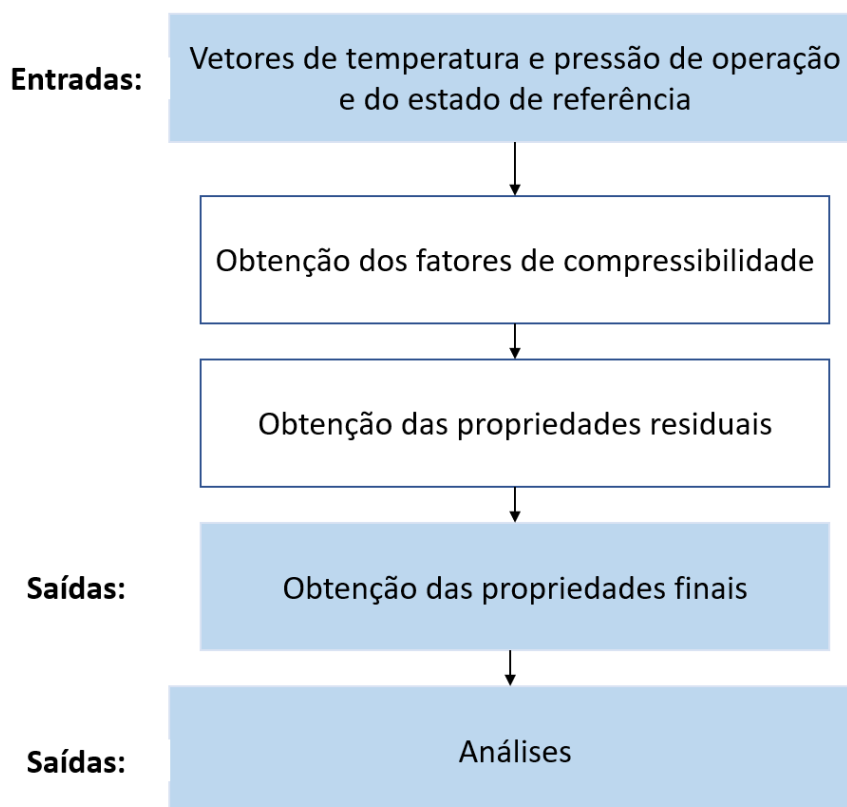 Entradas:
Vetores de temperatura e pressão de operação
e do estado de referência
Obtenção dos fatores de compressibilidade
Obtenção das propriedades residuais
Saídas:
Obtenção das propriedades finais
Saídas:
Análises